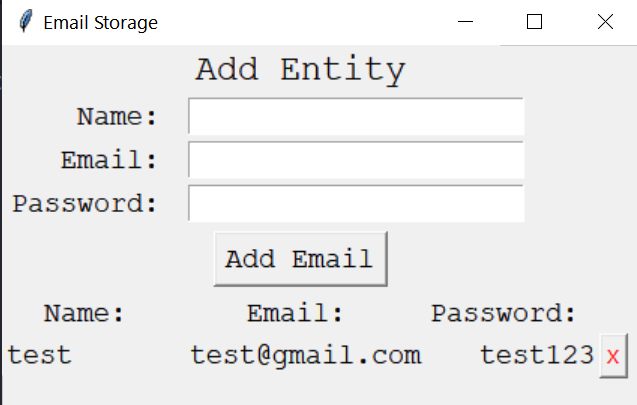 Email Storage
Add Entity
Name:
Email:
Password:
Add Email
Name: Email: Password:
test test@gmail.com test123 x